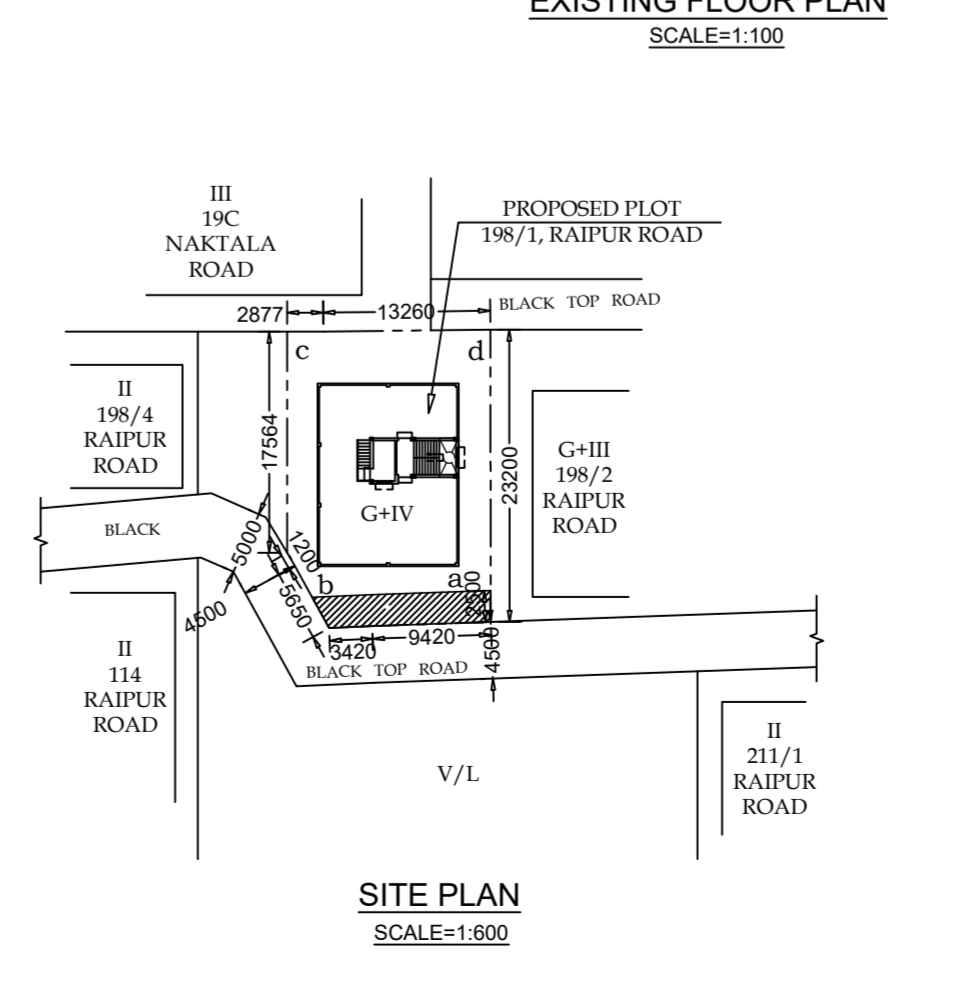 EXISTING FLOOR PLAN
SCALE=1:100
III
19C
NAKTALA
ROAD
PROPOSED PLOT
198/1, RAIPUR ROAD
BLACK TOP ROAD
2877
13260
c
d
II
198/4
RAIPUR
ROAD
17564
23200
G+III
198/2
RAIPUR
ROAD
G+IV
BLACK
5000
1200
b
a
2500
4500
5650
3420
9420
4500
BLACK TOP ROAD
II
114
RAIPUR
ROAD
V/L
II
211/1
RAIPUR
ROAD
SITE PLAN
SCALE=1:600